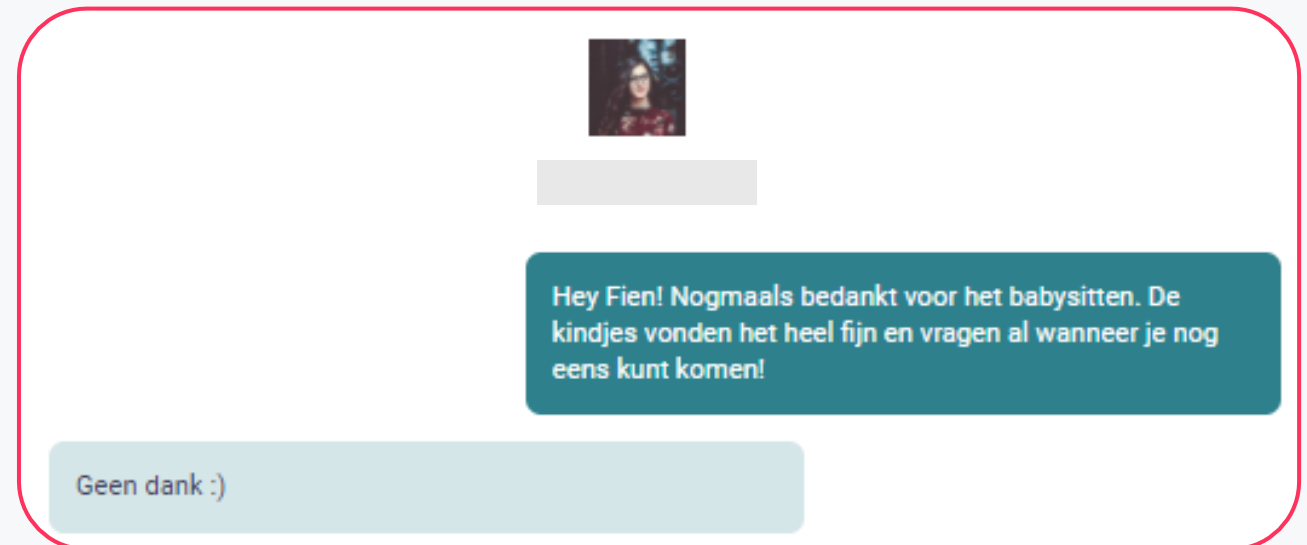 Hey Fien! Nogmaals bedankt voor het babysitten. De
kindjes vonden het heel fijn en vragen al wanneer je nog
eens kunt komen!
Geen dank :)